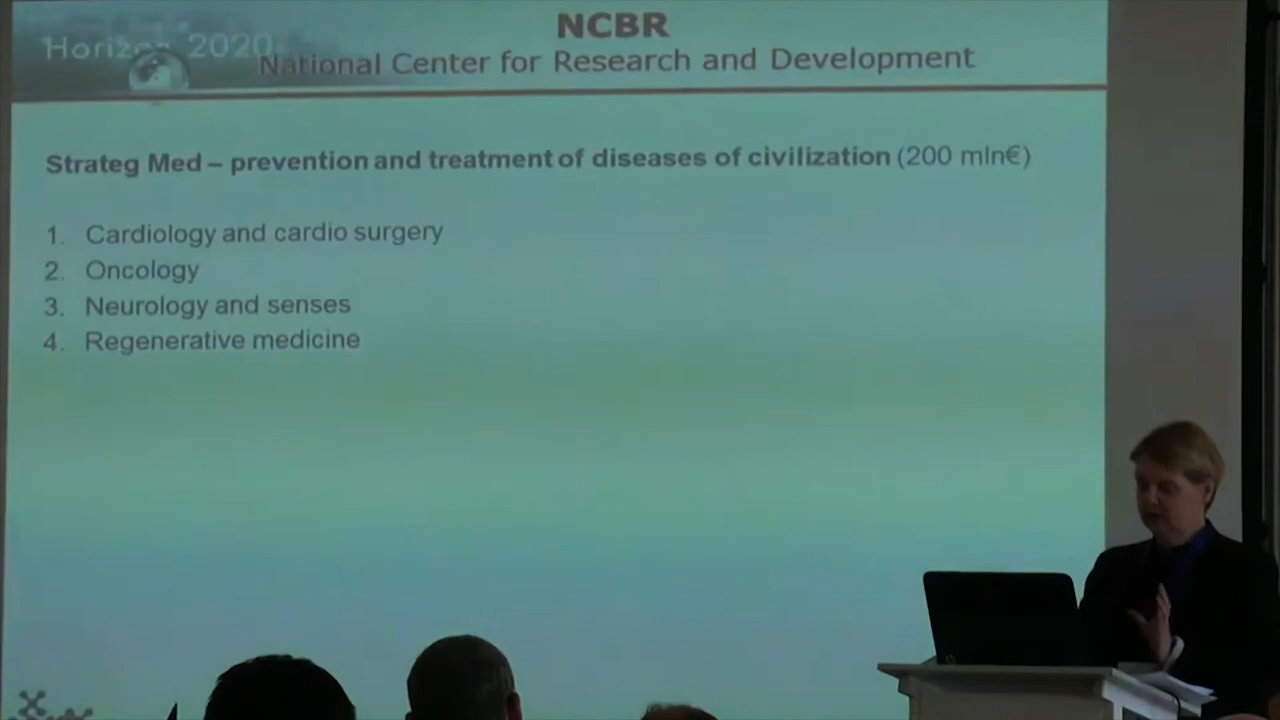 NCBR
Horizon 2020
National Center for Research and Development
Strateg Med – prevention and treatment of diseases of civilization (200 mln€)
1. Cardiology and cardio surgery
2. Oncology
3. Neurology and senses
4. Regenerative medicine